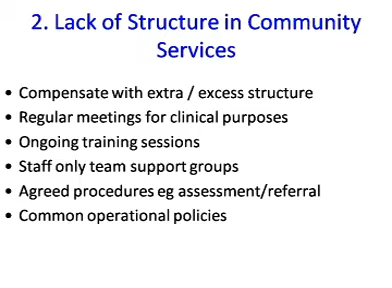 2. Lack of Structure in Community
Services
• Compensate with extra / excess structure
• Regular meetings for clinical purposes
• Ongoing training sessions
• Staff only team support groups
• Agreed procedures eg assessment/referral
• Common operational policies